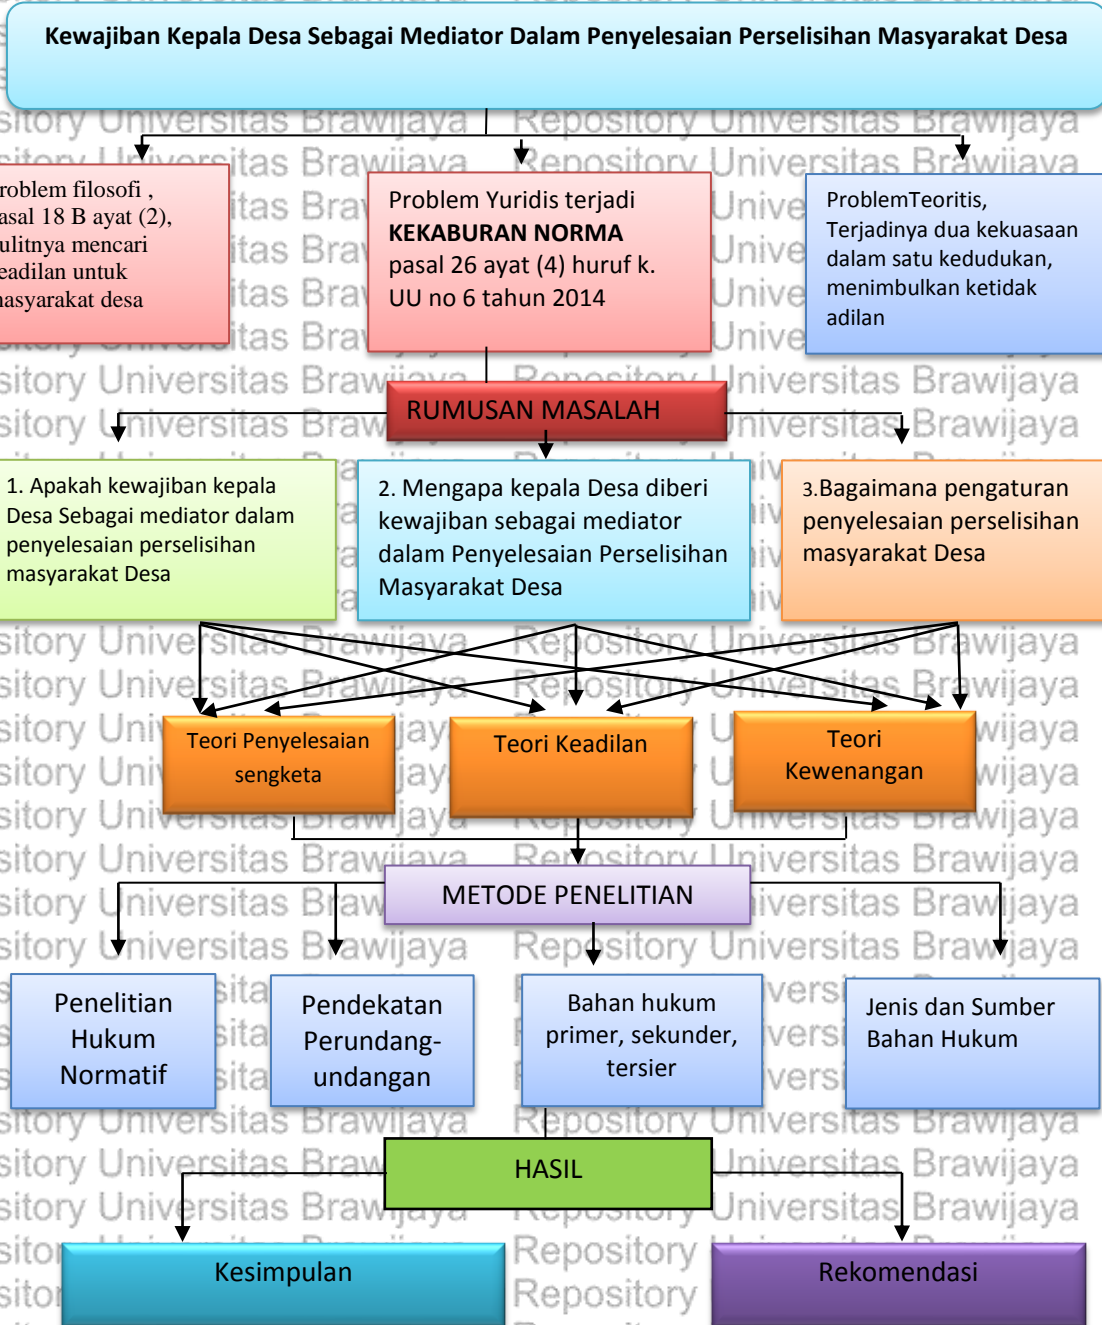 Kewajiban Kepala Desa Sebagai Mediator Dalam Penyelesaian Perselisihan Masyarakat Desa
roblem filosofi ,
asal 18 B ayat (2),
ulitnya mencari
eadilan untuk
nasyarakat desa
Problem Yuridis terjadi
KEKABURAN NORMA
pasal 26 ayat (4) huruf k.
UU no 6 tahun 2014
ProblemTeoritis,
Terjadinya dua kekuasaan
dalam satu kedudukan,
menimbulkan ketidak
adilan
RUMUSAN MASALAH
1. Apakah kewajiban kepala
Desa Sebagai mediator dalam
penyelesaian perselisihan
masyarakat Desa
2. Mengapa kepala Desa diberi
kewajiban sebagai mediator
dalam Penyelesaian Perselisihan
Masyarakat Desa
3.Bagaimana pengaturan
penyelesaian perselisihan
masyarakat Desa
Teori Penyelesaian
sengketa
Teori Keadilan
Teori
Kewenangan
METODE PENELITIAN
Penelitian
Hukum
Normatif
Pendekatan
Perundang-
undangan
Bahan hukum
primer, sekunder,
tersier
Jenis dan Sumber
Bahan Hukum
HASIL
Kesimpulan
Rekomendasi
Repository Universitas Brawijaya